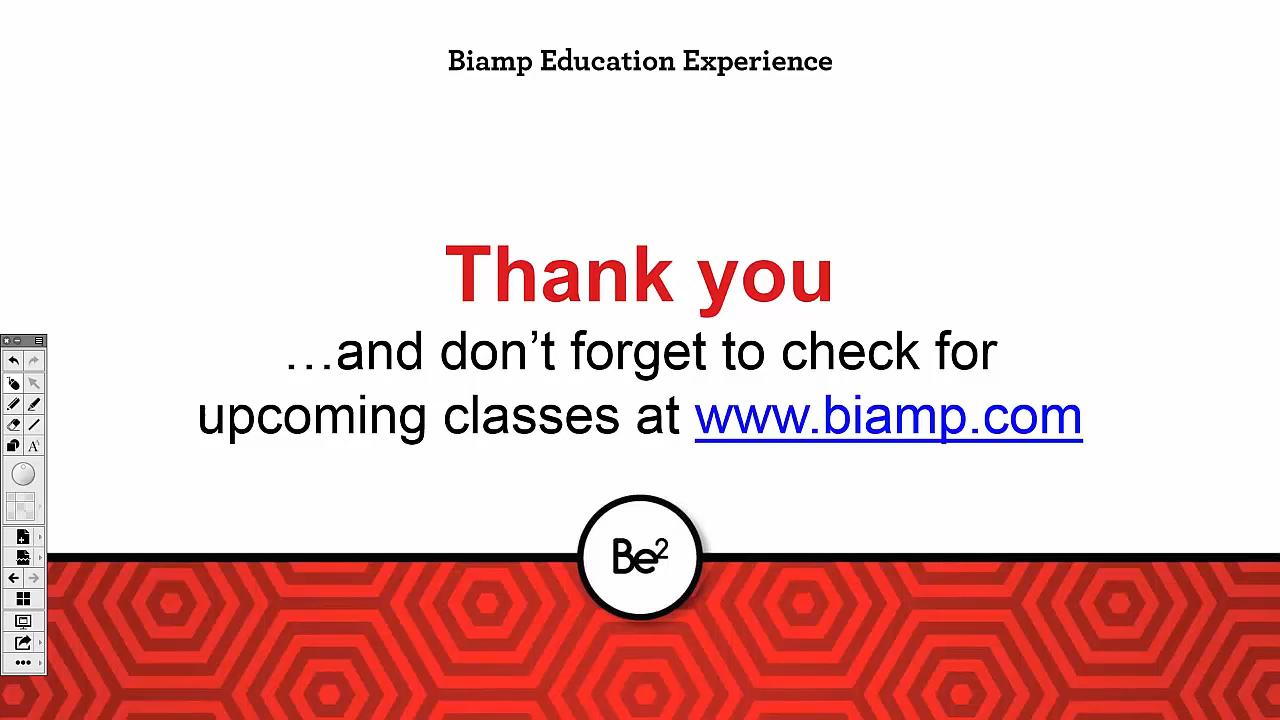 Biamp Education Experience
Thank you
…and don’t forget to check for
upcoming classes at www.biamp.com
Be²